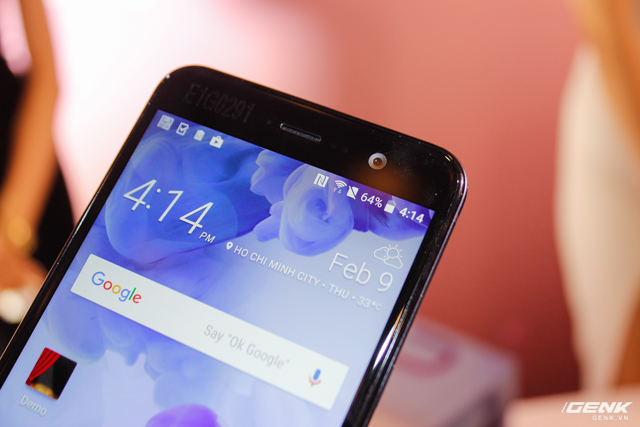 E1G0291
64% 4:14
4:14 PM
Feb 9
HO CHI MINH CITY • THU • 33°C
Google
Say "Ok Google"
Demo
GENK
GENK.VN